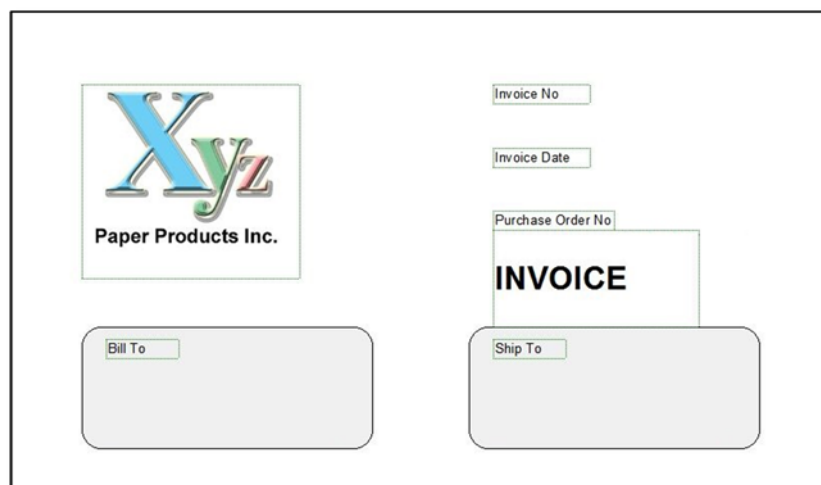 Xyz
Paper Products Inc.
Invoice No
Invoice Date
Purchase Order No
INVOICE
Bill To
Ship To